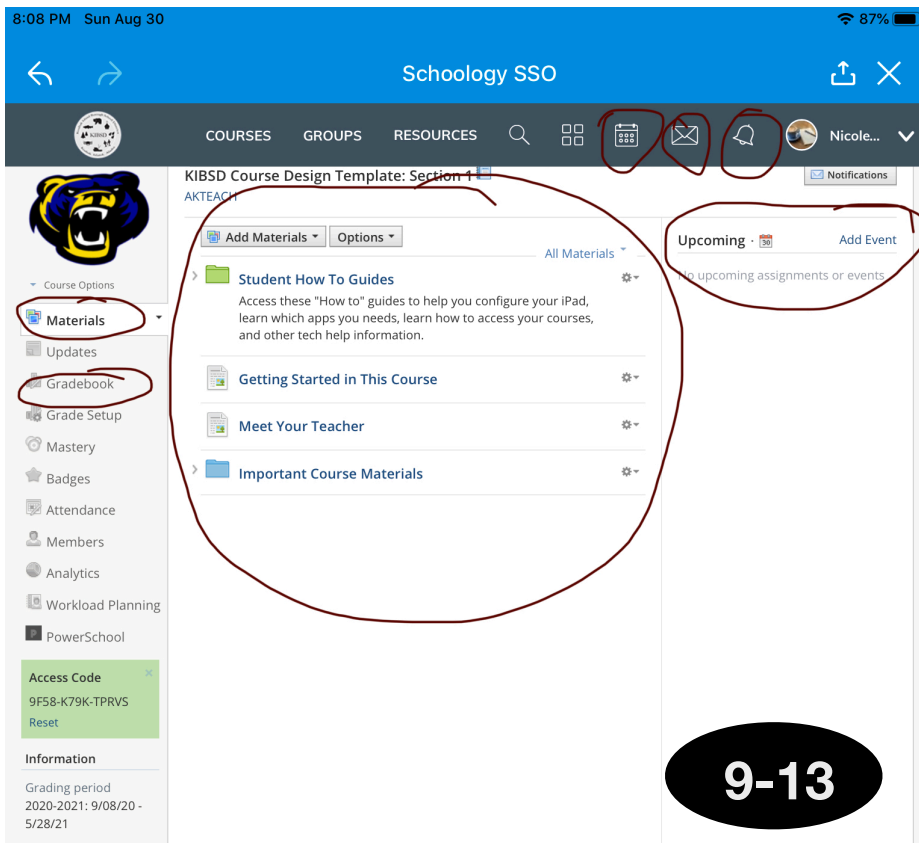 8:08 PM Sun Aug 30 87%
Schoology SSO
KIBSD
COURSES GROUPS RESOURCES Nicole...
KIBSD Course Design Template: Section 1
AKTEACH
Notifications
Add Materials Options
All Materials
Upcoming · 30 Add Event
No upcoming assignments or events
Course Options
Materials
Updates
Gradebook
Grade Setup
Mastery
Badges
Attendance
Members
Analytics
Workload Planning
P PowerSchool
Student How To Guides
Access these "How to" guides to help you configure your iPad,
learn which apps you needs, learn how to access your courses,
and other tech help information.
Getting Started in This Course
Meet Your Teacher
Important Course Materials
Access Code ×
9F58-K79K-TPRVS
Reset
Information
Grading period
2020-2021: 9/08/20 -
5/28/21
9-13